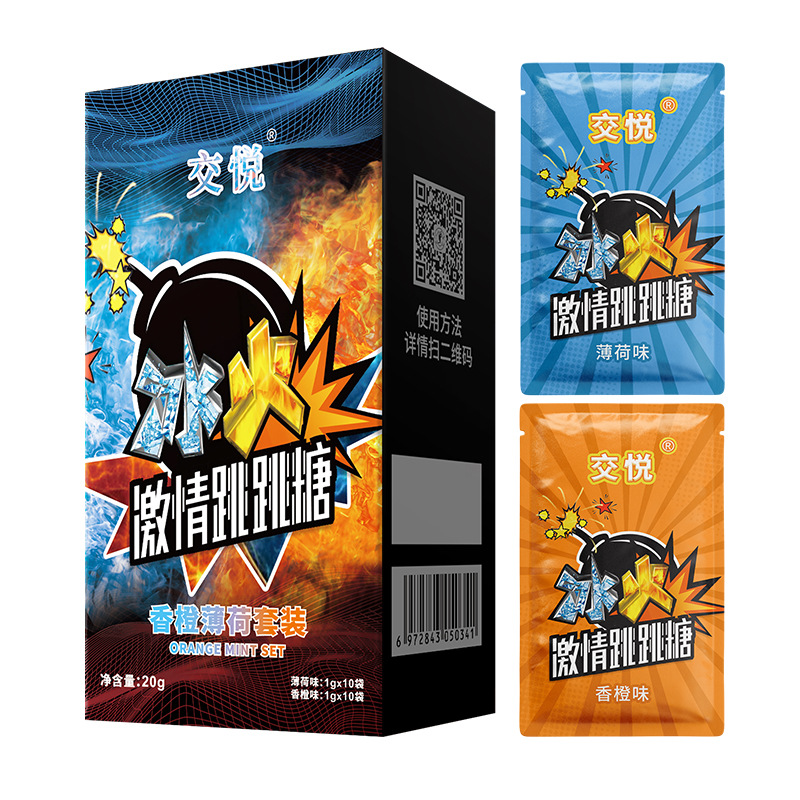 交悦®
冰火
激情跳跳糖
香橙薄荷套装
ORANGE MINT SET
净含量:20g
薄荷味:1gx10袋
香橙味:1gx10袋
使用方法
详情扫二维码
6 972843 050341
交悦®
冰火
激情跳跳糖
薄荷味
交悦®
冰火
激情跳跳糖
香橙味